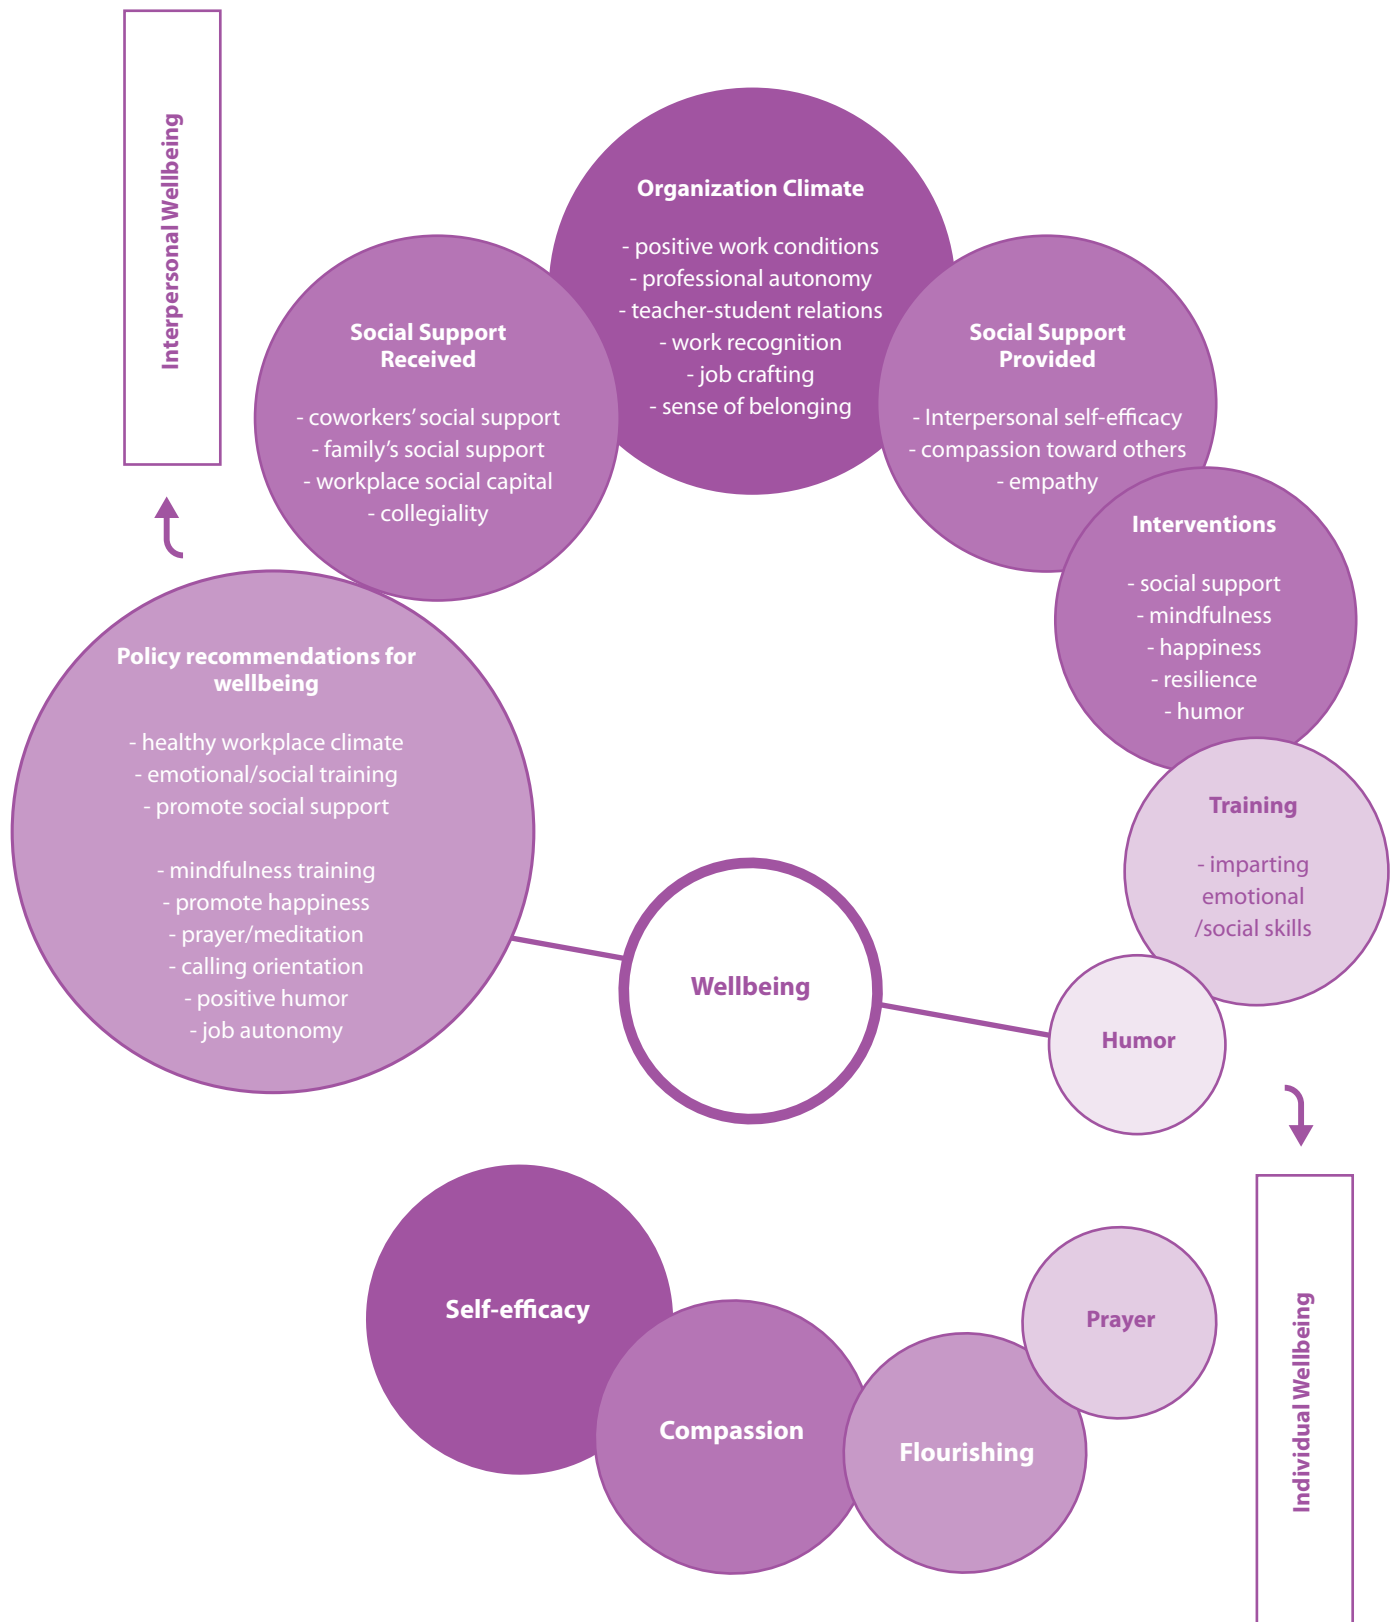 Interpersonal Wellbeing
Organization Climate
- positive work conditions
- professional autonomy
- teacher-student relations
- work recognition
- job crafting
- sense of belonging
Social Support
Received
- coworkers’ social support
- family’s social support
- workplace social capital
- collegiality
Social Support
Provided
- Interpersonal self-efficacy
- compassion toward others
- empathy
Interventions
- social support
- mindfulness
- happiness
- resilience
- humor
Policy recommendations for
wellbeing
- healthy workplace climate
- emotional/social training
- promote social support
- mindfulness training
- promote happiness
- prayer/meditation
- calling orientation
- positive humor
- job autonomy
Training
- imparting
emotional
/social skills
Wellbeing
Humor
Self-efficacy
Compassion
Flourishing
Prayer
Individual Wellbeing